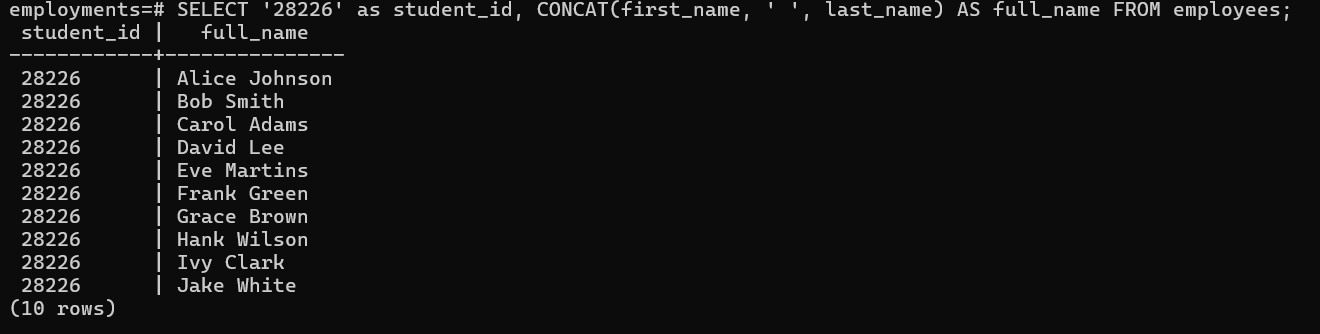 employments=# SELECT '28226' as student_id, CONCAT(first_name, ' ', last_name) AS full_name FROM employees;
 student_id |   full_name
------------+---------------
 28226      | Alice Johnson
 28226      | Bob Smith
 28226      | Carol Adams
 28226      | David Lee
 28226      | Eve Martins
 28226      | Frank Green
 28226      | Grace Brown
 28226      | Hank Wilson
 28226      | Ivy Clark
 28226      | Jake White
(10 rows)